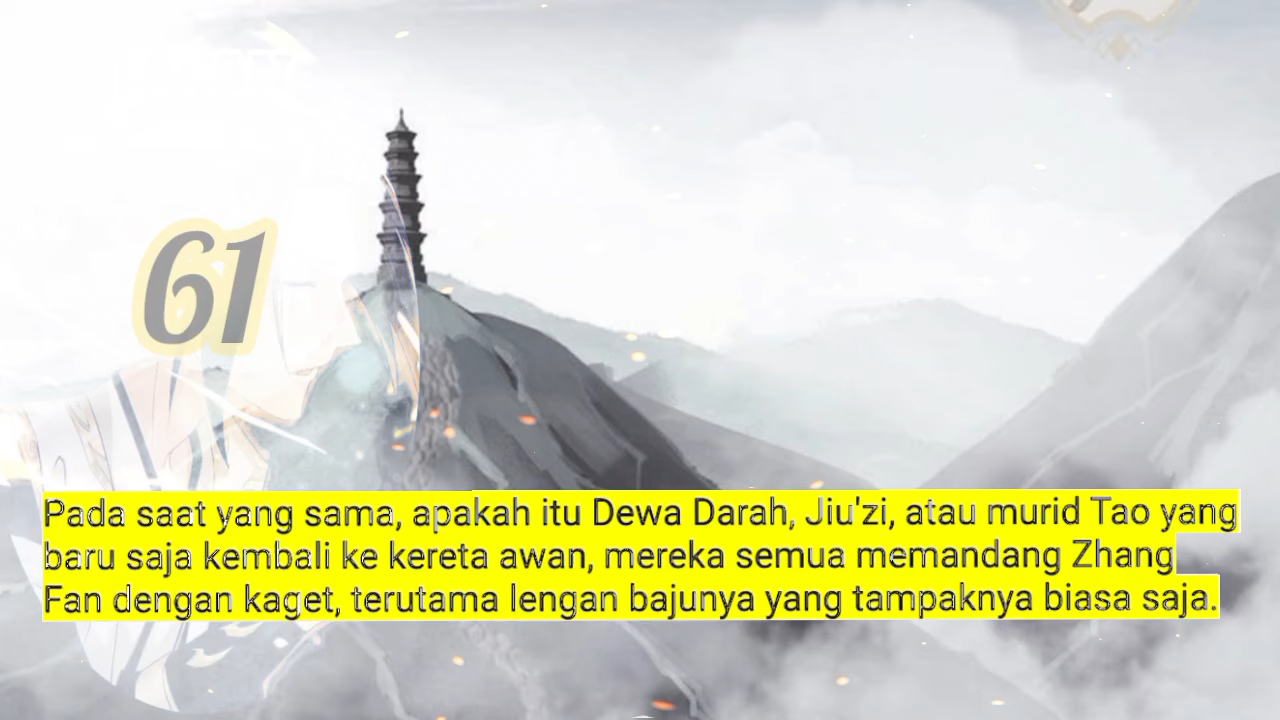 61
Pada saat yang sama, apakah itu Dewa Darah, Jiu'zi, atau murid Tao yang
baru saja kembali ke kereta awan, mereka semua memandang Zhang
Fan dengan kaget, terutama lengan bajunya yang tampaknya biasa saja.